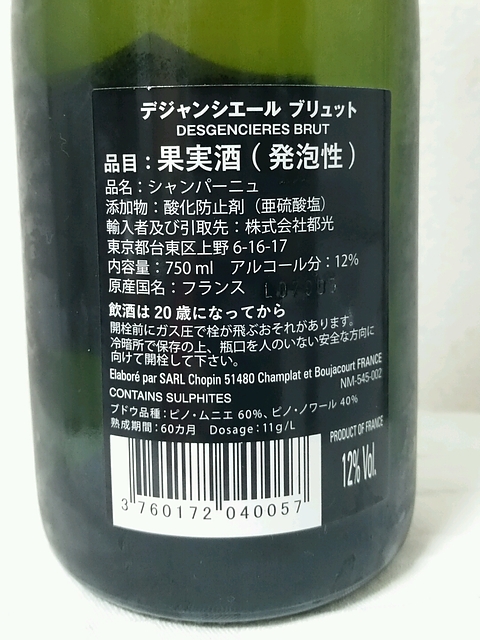 デジャンシエール ブリュット
DESGENCIERES BRUT
品目：果実酒（発泡性）
品名：シャンパーニュ
添加物：酸化防止剤（亜硫酸塩）
輸入者及び引取先：株式会社都光
東京都台東区上野 6-16-17
内容量：750 ml　アルコール分：12%
原産国名：フランス
飲酒は 20 歳になってから
開栓前にガス圧で栓が飛ぶおそれがあります。
冷暗所で保存の上、瓶口を人のいない安全な方向に
向けて開栓して下さい。
Elaboré par SARL Chopin 51480 Champlat et Boujacourt FRANCE
NM-545-002
CONTAINS SULPHITES
ブドウ品種：ピノ・ムニエ 60%、ピノ・ノワール 40%
熟成期間：60カ月　Dosage：11g/L
PRODUCT OF FRANCE
12% Vol.
3 760172 040057